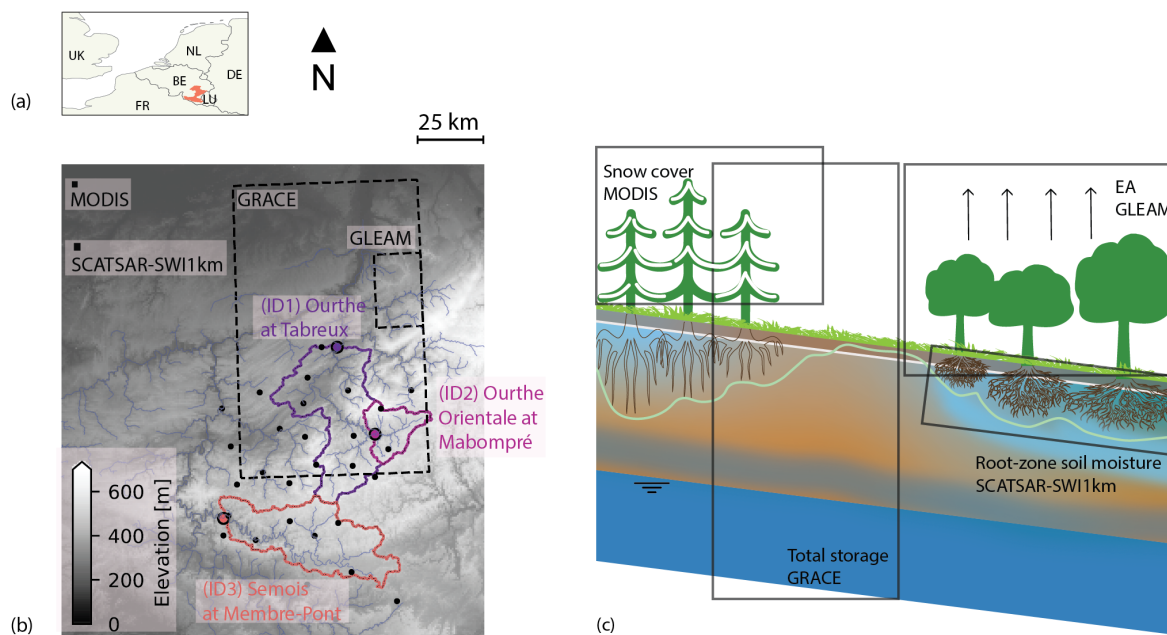 (a)
UK
NL
BE
DE
LU
FR
N
25 km
MODIS
SCATSAR-SWI1km
GRACE
GLEAM
(ID1) Ourthe
at Tabreux
(ID2) Ourthe
Orientale at
Mabompré
(ID3) Semois
at Membre-Pont
Elevation [m]
600
400
200
0
(b)
Snow cover
MODIS
EA
GLEAM
Root-zone soil moisture
SCATSAR-SWI1km
Total storage
GRACE
(c)